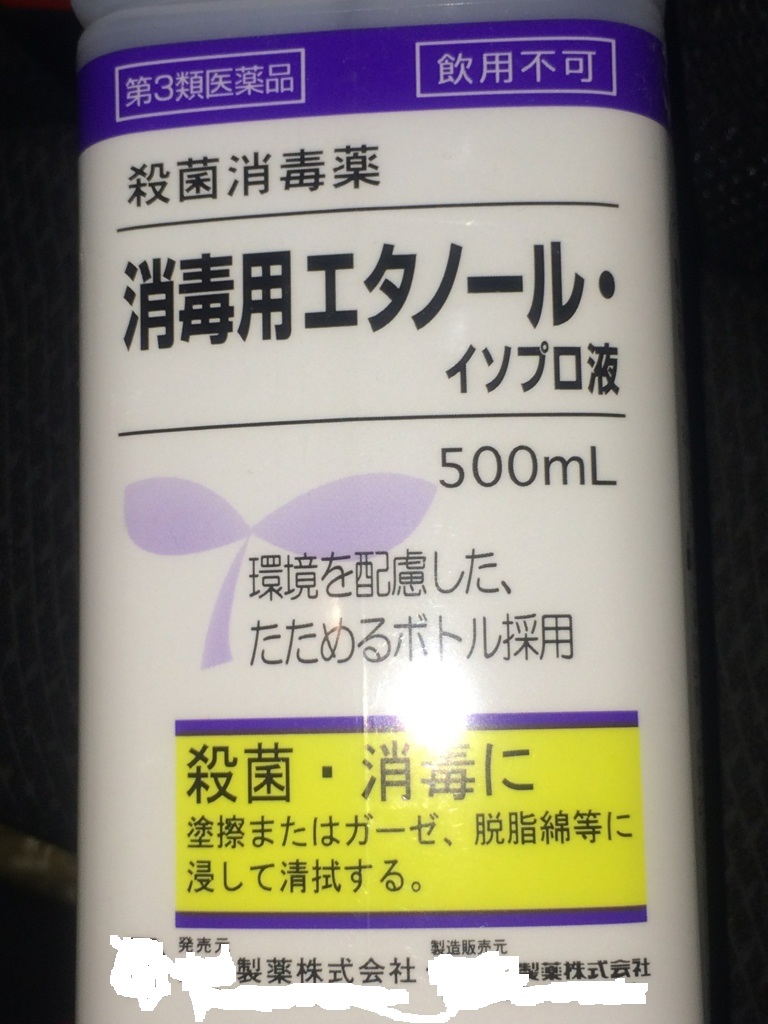 第3類医薬品 飲用不可
殺菌消毒薬
消毒用エタノール・
イソプロ液
500mL
環境を配慮した、
たためるボトル採用
殺菌・消毒に
塗擦またはガーゼ、脱脂綿等に
浸して清拭する。
発売元 製造販売元
製薬株式会社 製薬株式会社